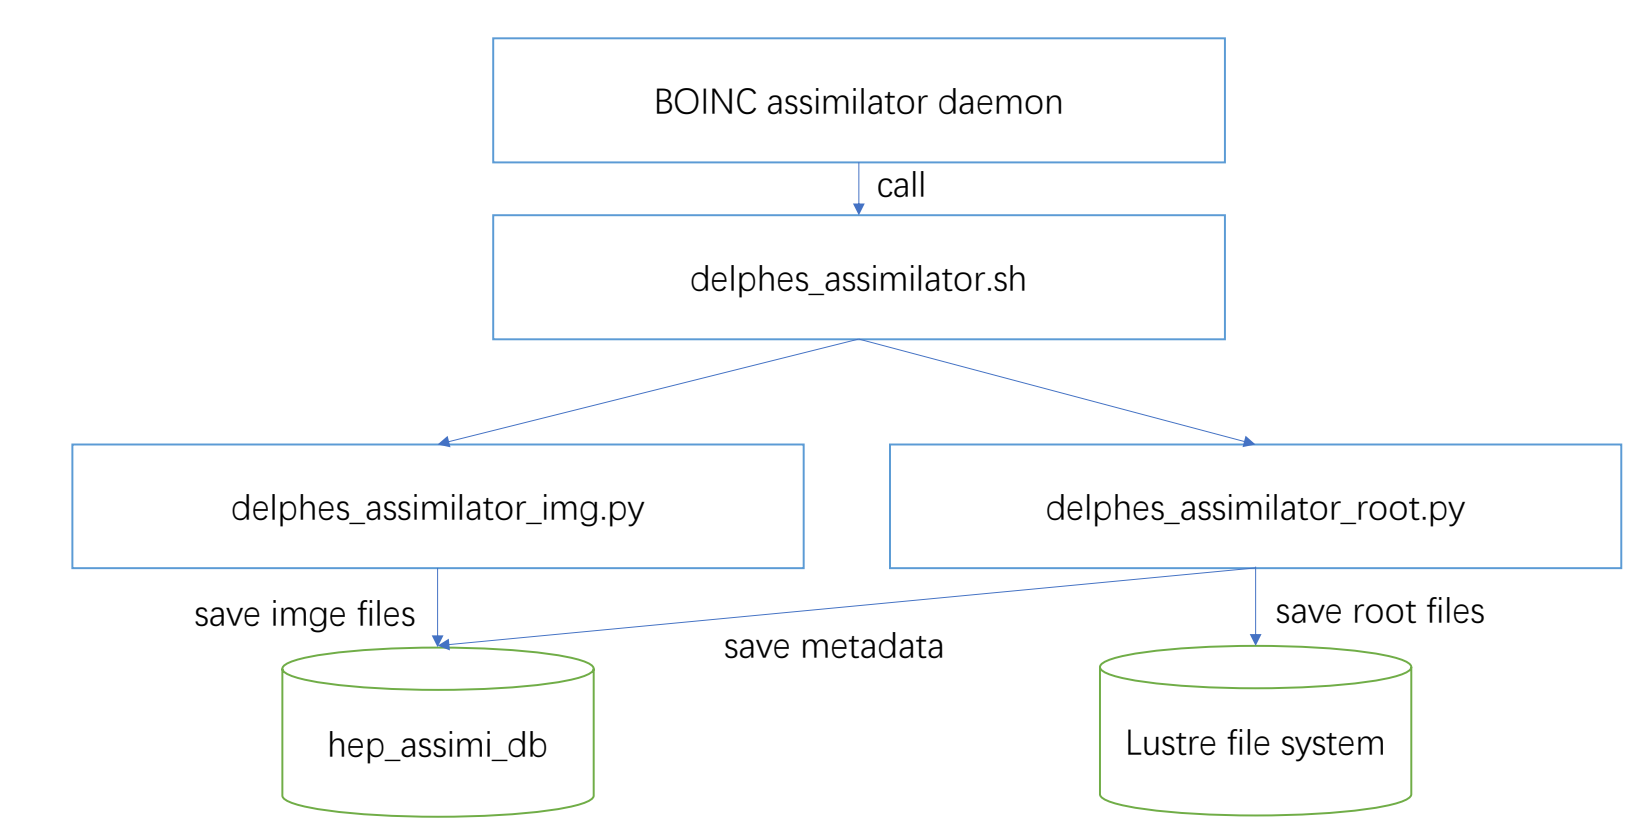 BOINC assimilator daemon
call
delphes_assimilator.sh
delphes_assimilator_img.py
delphes_assimilator_root.py
save imge files
save root files
save metadata
hep_assimi_db
Lustre file system